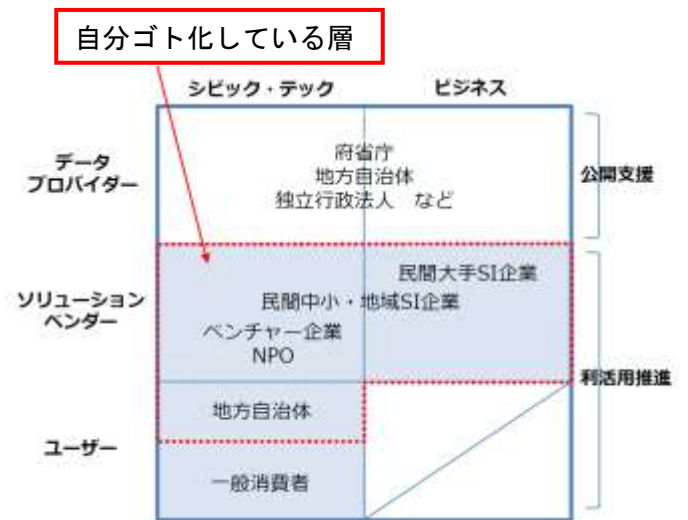 自分ゴト化している層
シビック・テック
ビジネス
データ
プロバイダー
府省庁
地方自治体
独立行政法人　など
公開支援
ソリューション
ベンダー
民間大手SI企業
民間中小・地域SI企業
ベンチャー企業
NPO
利活用推進
ユーザー
地方自治体
一般消費者